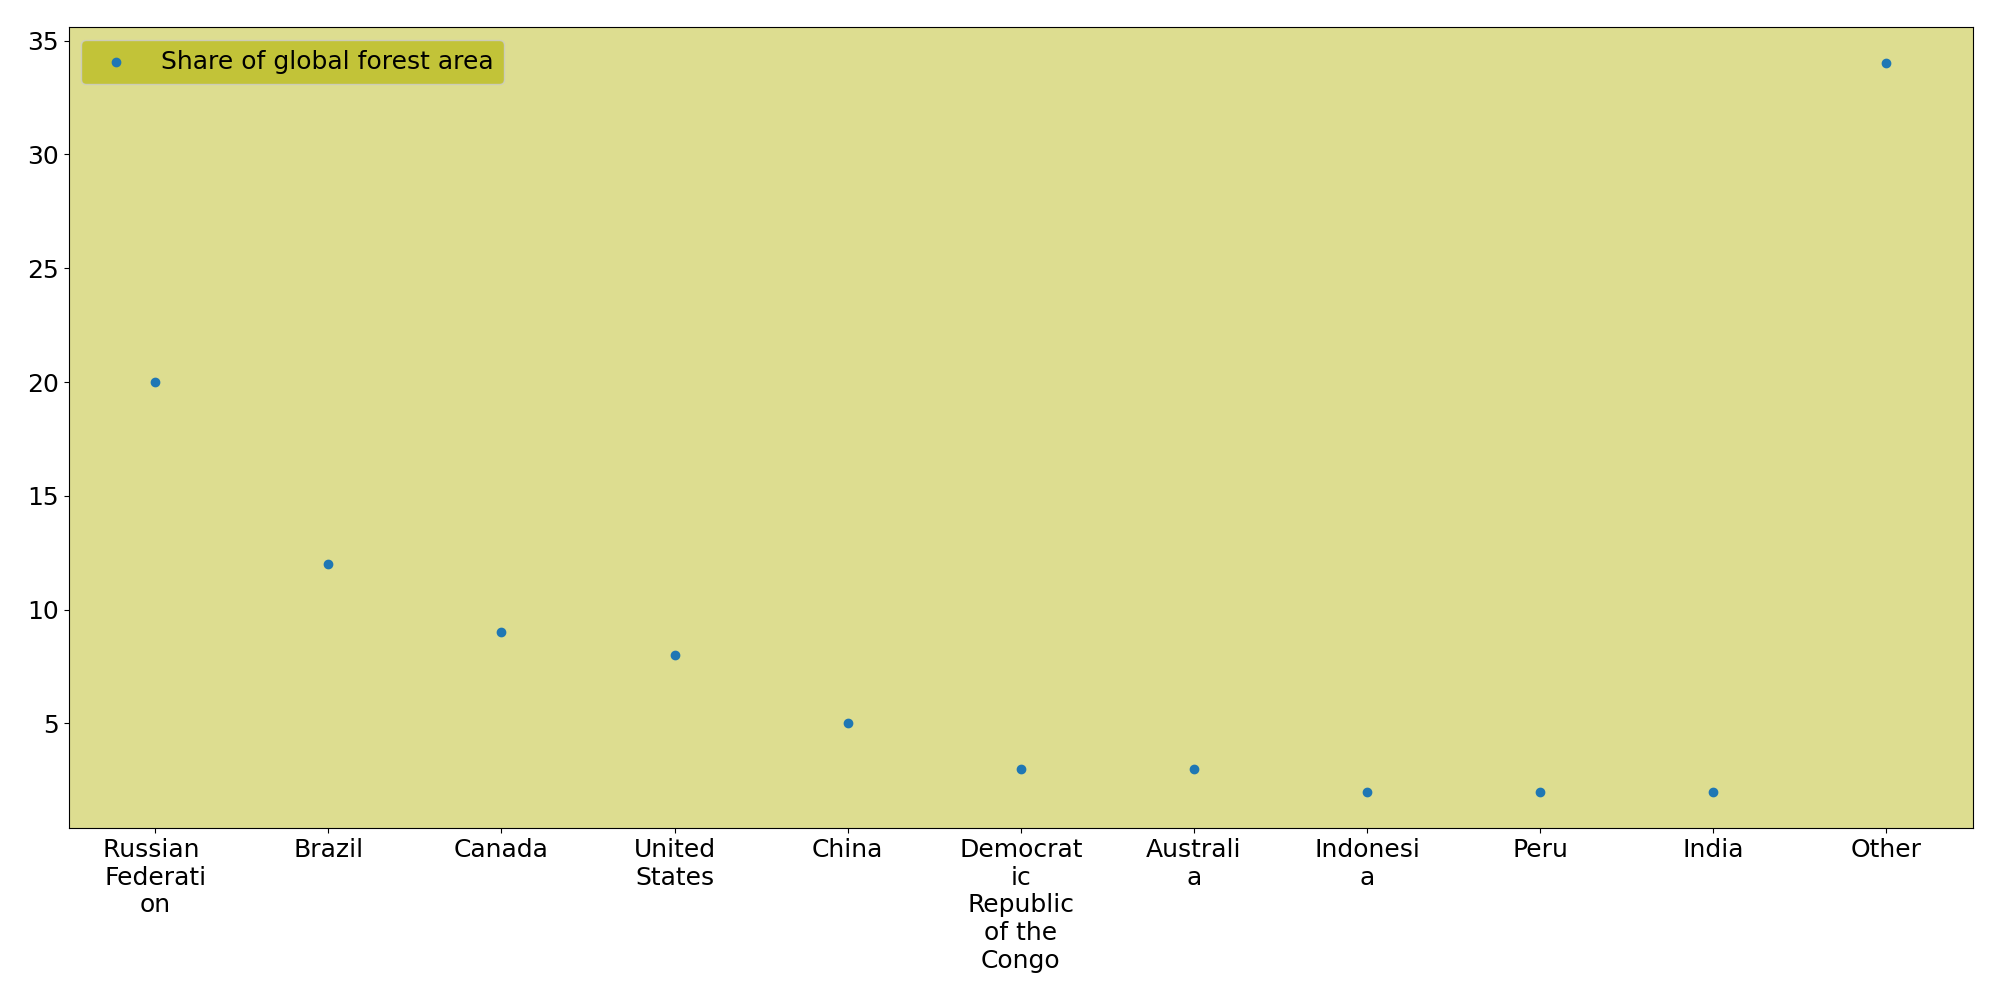 35
Share of global forest area
30
25
20
15
10
5
Russian
Federati
on
Brazil
Canada
United
States
China
Democrat
ic
Republic
of the
Congo
Australi
a
Indonesi
a
Peru
India
Other